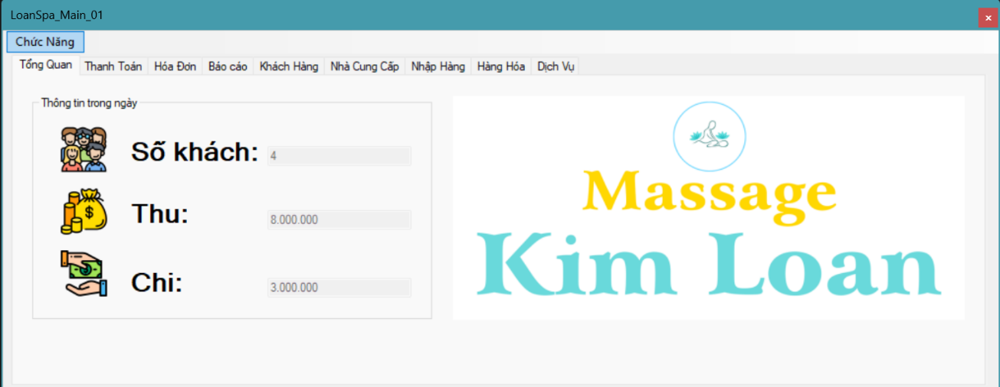 LoanSpa_Main_01
Chức Năng
Tổng Quan Thanh Toán Hóa Đơn Báo cáo Khách Hàng Nhà Cung Cấp Nhập Hàng Hàng Hóa Dịch Vụ
Thông tin trong ngày
Số khách: 4
Thu: 8.000.000
Chi: 3.000.000
Massage
Kim Loan